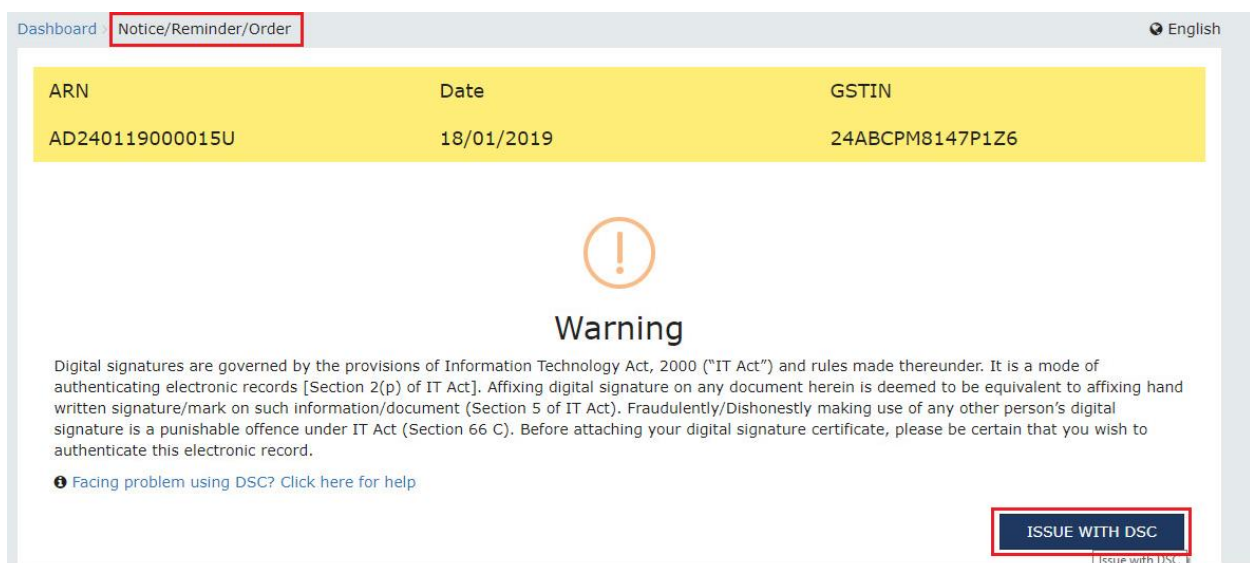 Dashboard > Notice/Reminder/Order English
ARN Date GSTIN
AD240119000015U 18/01/2019 24ABCPM8147P1Z6
Warning
Digital signatures are governed by the provisions of Information Technology Act, 2000 ("IT Act") and rules made thereunder. It is a mode of
authenticating electronic records [Section 2(p) of IT Act]. Affixing digital signature on any document herein is deemed to be equivalent to affixing hand
written signature/mark on such information/document (Section 5 of IT Act). Fraudulently/Dishonestly making use of any other person's digital
signature is a punishable offence under IT Act (Section 66 C). Before attaching your digital signature certificate, please be certain that you wish to
authenticate this electronic record.
Facing problem using DSC? Click here for help
ISSUE WITH DSC
Issue with DSC